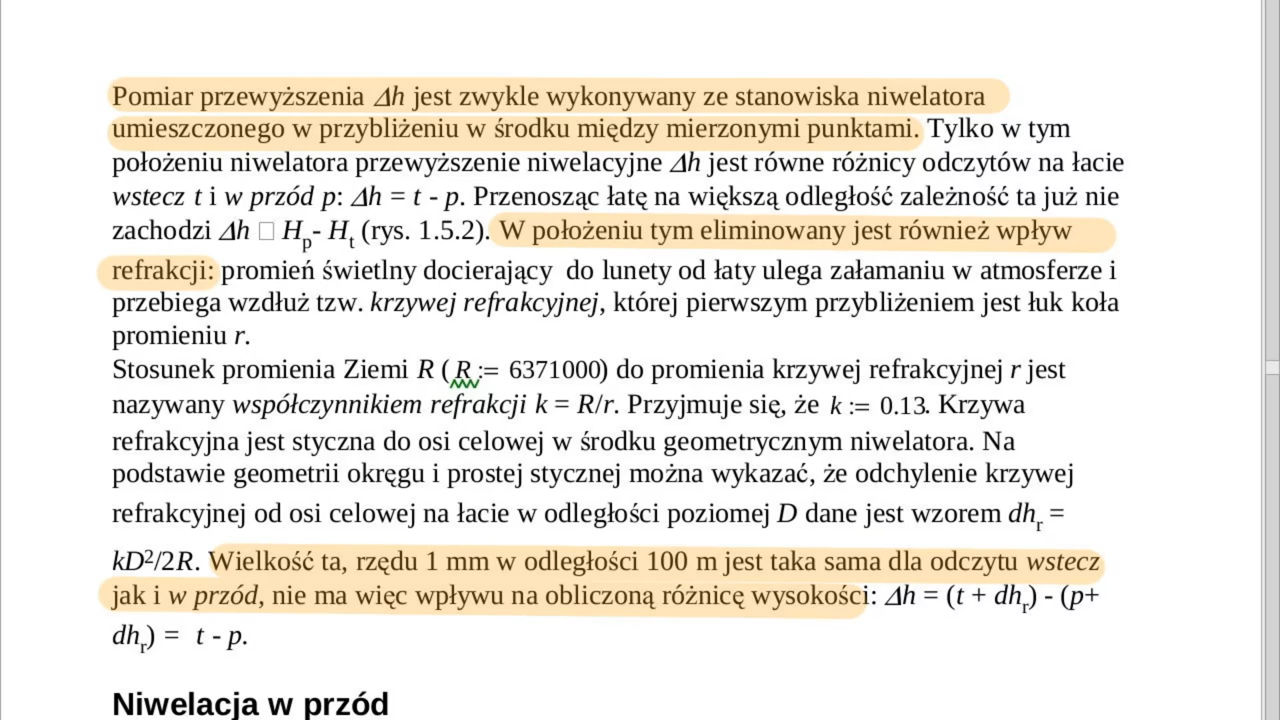 Pomiar przewyższenia Δh jest zwykle wykonywany ze stanowiska niwelatora
umieszczonego w przybliżeniu w środku między mierzonymi punktami. Tylko w tym
położeniu niwelatora przewyższenie niwelacyjne Δh jest równe różnicy odczytów na łacie
wstecz t i w przód p: Δh = t - p. Przenosząc łatę na większą odległość zależność ta już nie
zachodzi Δh □ Hp- Ht (rys. 1.5.2). W położeniu tym eliminowany jest również wpływ
refrakcji: promień świetlny docierający do lunety od łaty ulega załamaniu w atmosferze i
przebiega wzdłuż tzw. krzywej refrakcyjnej, której pierwszym przybliżeniem jest łuk koła
promieniu r.
Stosunek promienia Ziemi R ( R := 6371000) do promienia krzywej refrakcyjnej r jest
nazywany współczynnikiem refrakcji k = R/r. Przyjmuje się, że k := 0.13. Krzywa
refrakcyjna jest styczna do osi celowej w środku geometrycznym niwelatora. Na
podstawie geometrii okręgu i prostej stycznej można wykazać, że odchylenie krzywej
refrakcyjnej od osi celowej na łacie w odległości poziomej D dane jest wzorem dhr =
kD²/2R. Wielkość ta, rzędu 1 mm w odległości 100 m jest taka sama dla odczytu wstecz
jak i w przód, nie ma więc wpływu na obliczoną różnicę wysokości: Δh = (t + dhr) - (p+
dhr) = t - p.
Niwelacja w przód